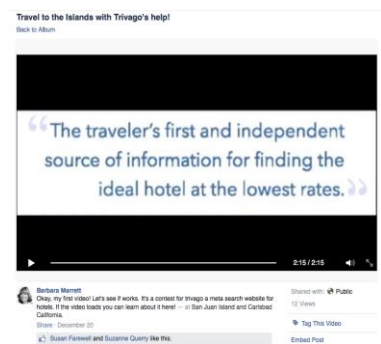 Travel to the Islands with Trivago's help!
Back to Album
“The traveler's first and independent
source of information for finding the
ideal hotel at the lowest rates.”
2:15 / 2:15
Barbara Marrett
Okay, my first video! Let's see if works. It's a contest for trivago a meta search website for
hotels. If the video loads you can learn about it here! — at San Juan Island and Carlsbad
California.
Share · December 20
Susan Farewell and Suzanne Querry like this.
Shared with: Public
12 Views
Tag This Video
Embed Post